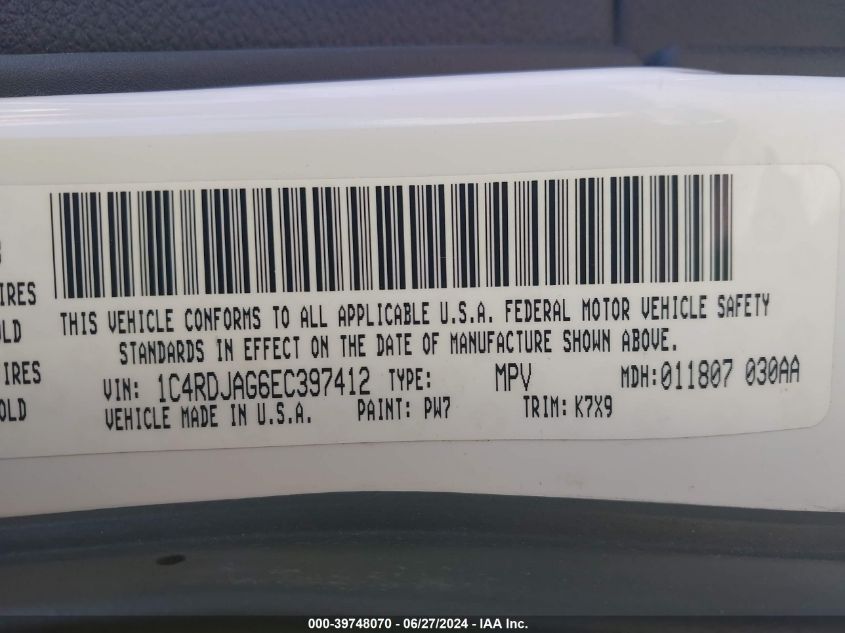 IRES
OLD
IRES
OLD
THIS VEHICLE CONFORMS TO ALL APPLICABLE U.S.A. FEDERAL MOTOR VEHICLE SAFETY
STANDARDS IN EFFECT ON THE DATE OF MANUFACTURE SHOWN ABOVE.
VIN: 1C4RDJAG6EC397412 TYPE: MPV MDH:011807 030AA
VEHICLE MADE IN U.S.A. PAINT: PW7 TRIM: K7X9
000-39748070 - 06/27/2024 - IAA Inc.